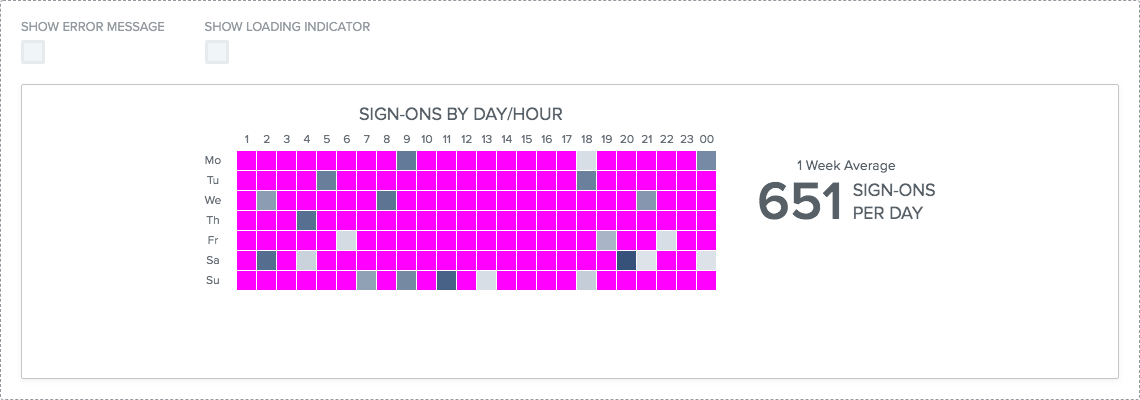 SHOW ERROR MESSAGE
SHOW LOADING INDICATOR
SIGN-ONS BY DAY/HOUR
1 2 3 4 5 6 7 8 9 10 11 12 13 14 15 16 17 18 19 20 21 22 23 00
Mo
Tu
We
Th
Fr
Sa
Su
1 Week Average
651 SIGN-ONS
PER DAY